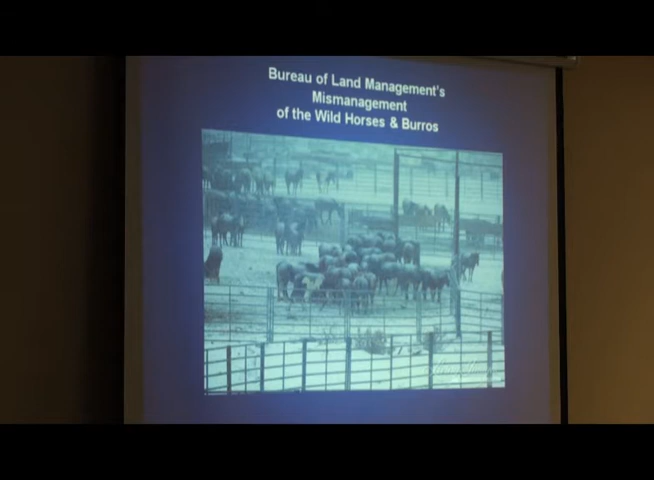 Bureau of Land Management's
Mismanagement
of the Wild Horses & Burros